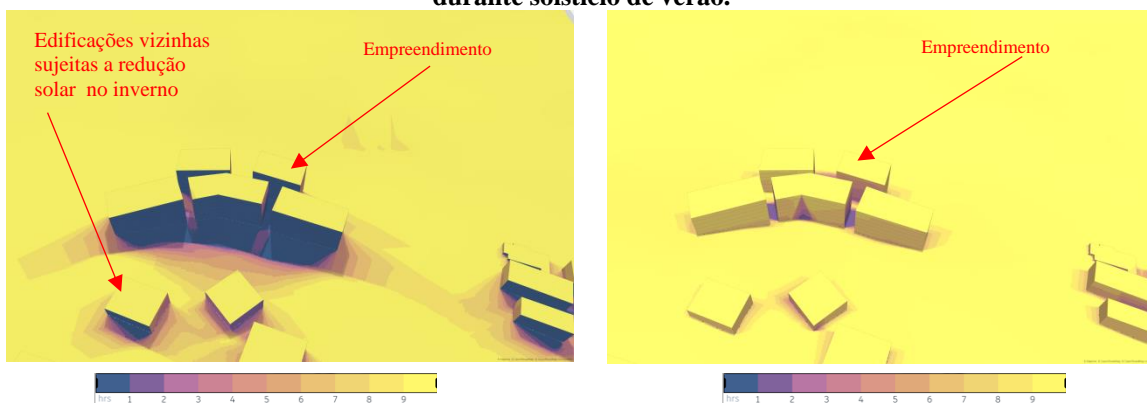 durante solstício de verão.
Edificações vizinhas
sujeitas a redução
solar no inverno
Empreendimento
Empreendimento
hrs 1 2 3 4 5 6 7 8 9
hrs 1 2 3 4 5 6 7 8 9